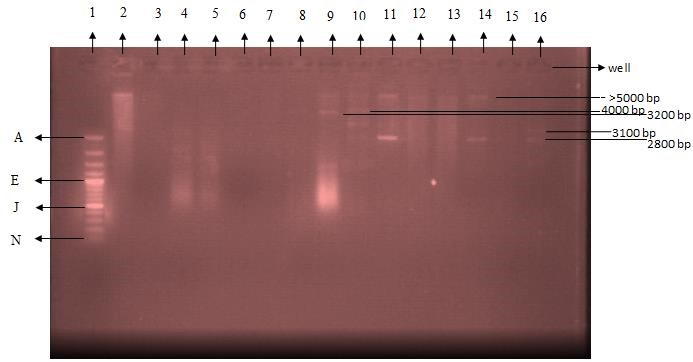 1 2 3 4 5 6 7 8 9 10 11 12 13 14 15 16
well
>5000 bp
4000 bp
3200 bp
A
3100 bp
2800 bp
E
J
N